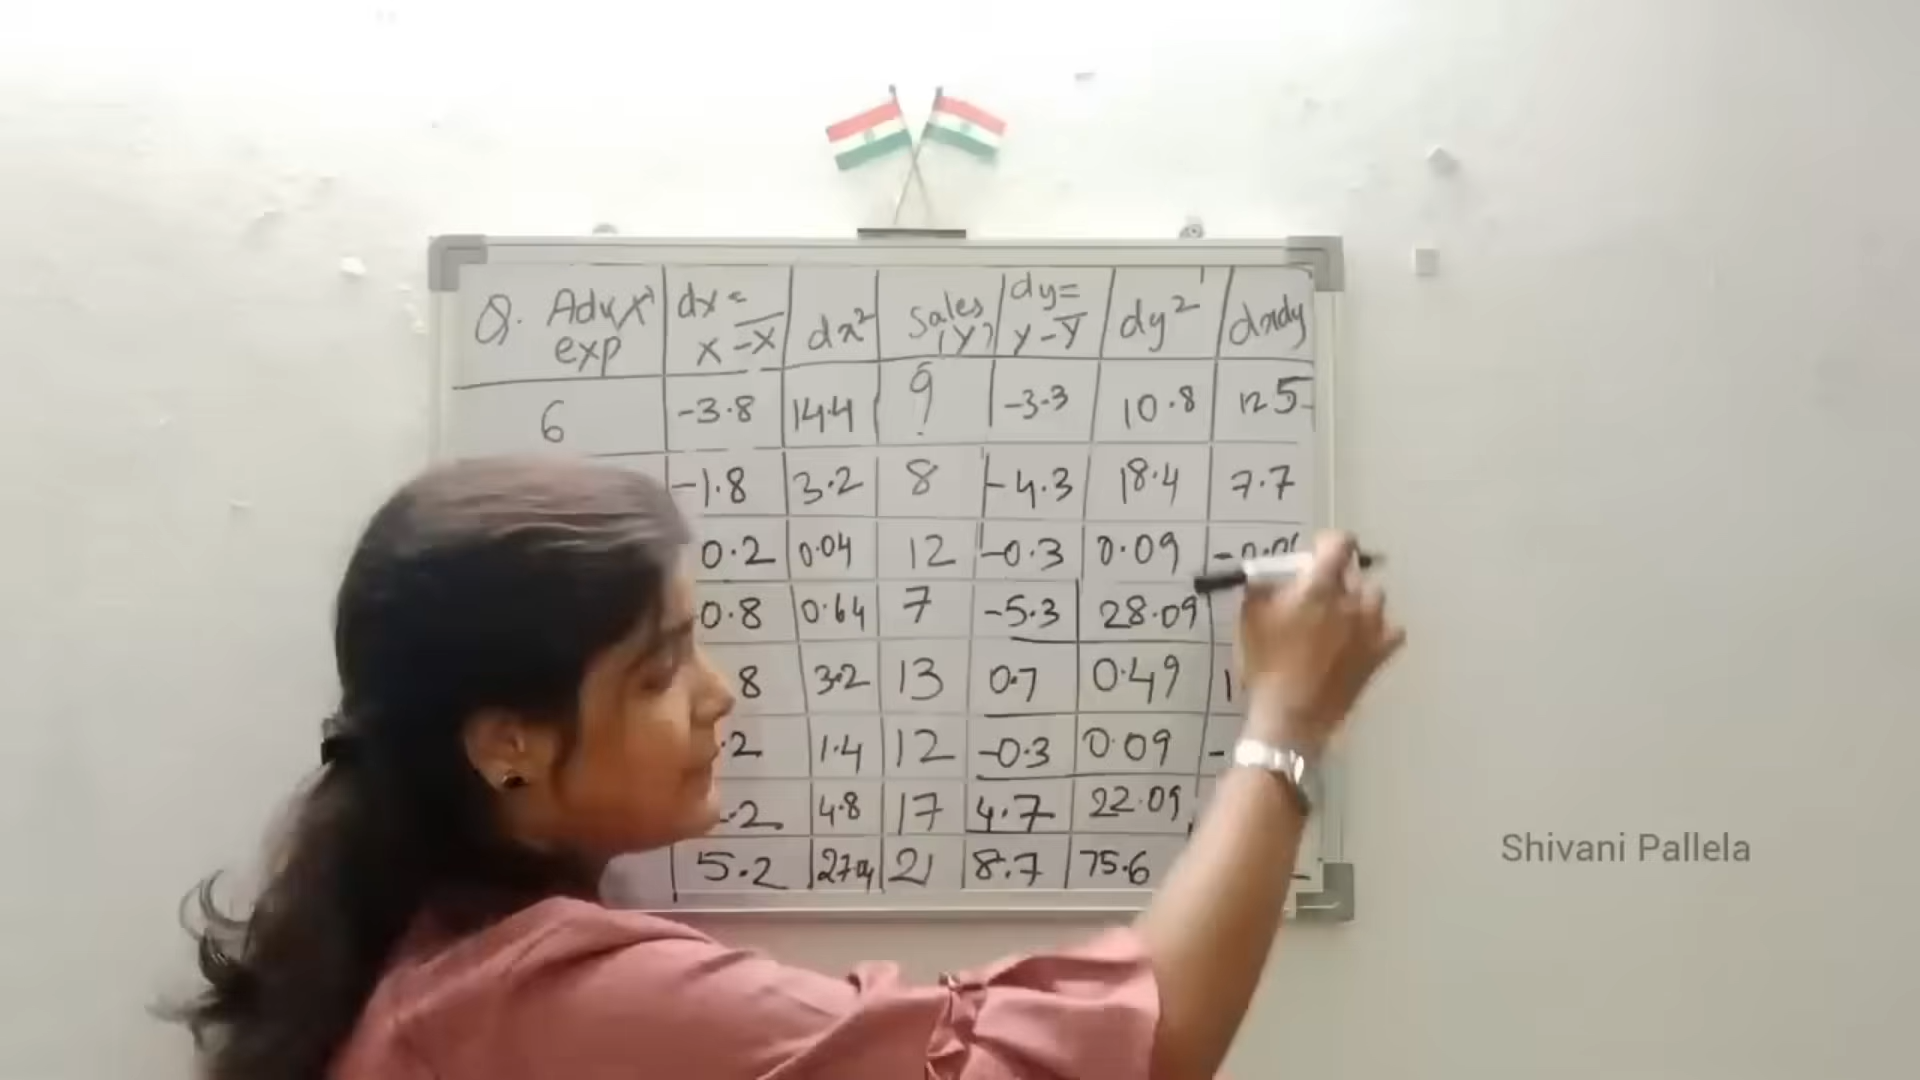 Q. Adv. x exp dx = x - x̄ dx² Sales (Y) dy = y - ȳ dy² dxdy
6 -3.8 14.4 9 -3.3 10.8 12.5
-1.8 3.2 8 -4.3 18.4 7.7
0.2 0.04 12 -0.3 0.09
0.8 0.64 7 -5.3 28.09
8 3.2 13 0.7 0.49
.2 1.4 12 -0.3 0.09
.2 4.8 17 4.7 22.09
5.2 27.04 21 8.7 75.6
Shivani Pallela